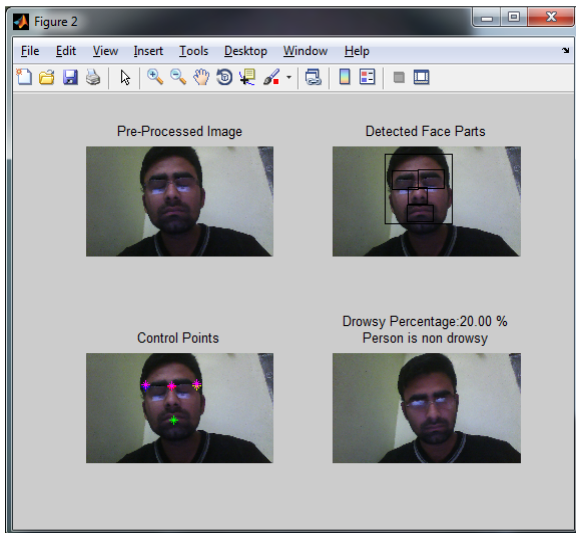 Figure 2
File Edit View Insert Tools Desktop Window Help
Pre-Processed Image
Detected Face Parts
Control Points
Drowsy Percentage:20.00 %
Person is non drowsy